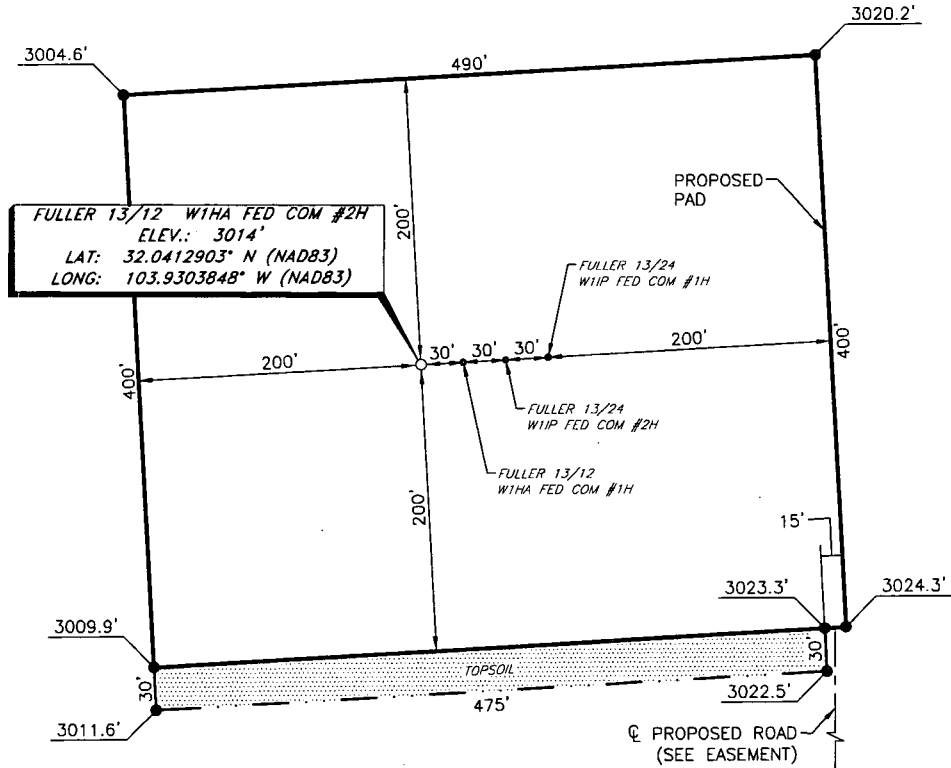 3020.2'
3004.6'
490'
PROPOSED
PAD
200'
FULLER 13/12 W1HA FED COM #2H
ELEV.: 3014'
LAT: 32.0412903° N (NAD83)
LONG: 103.9303848° W (NAD83)
FULLER 13/24
W1IP FED COM #1H
30'
30'
30'
200'
400'
200'
400'
FULLER 13/24
W1IP FED COM #2H
FULLER 13/12
W1HA FED COM #1H
200'
15'
3023.3'
3024.3'
3009.9'
TOPSOIL
30'
30'
475'
3022.5'
3011.6'
℄ PROPOSED ROAD
(SEE EASEMENT)